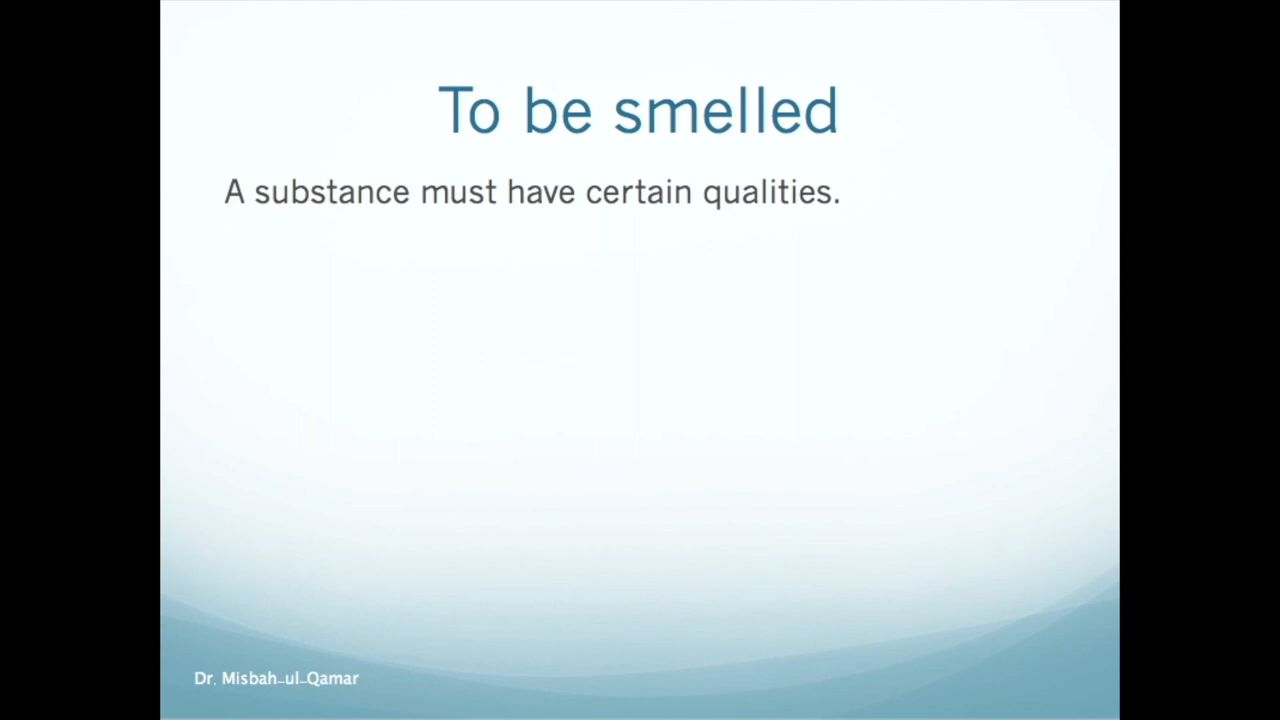 To be smelled
A substance must have certain qualities.
Dr. Misbah-ul-Qamar